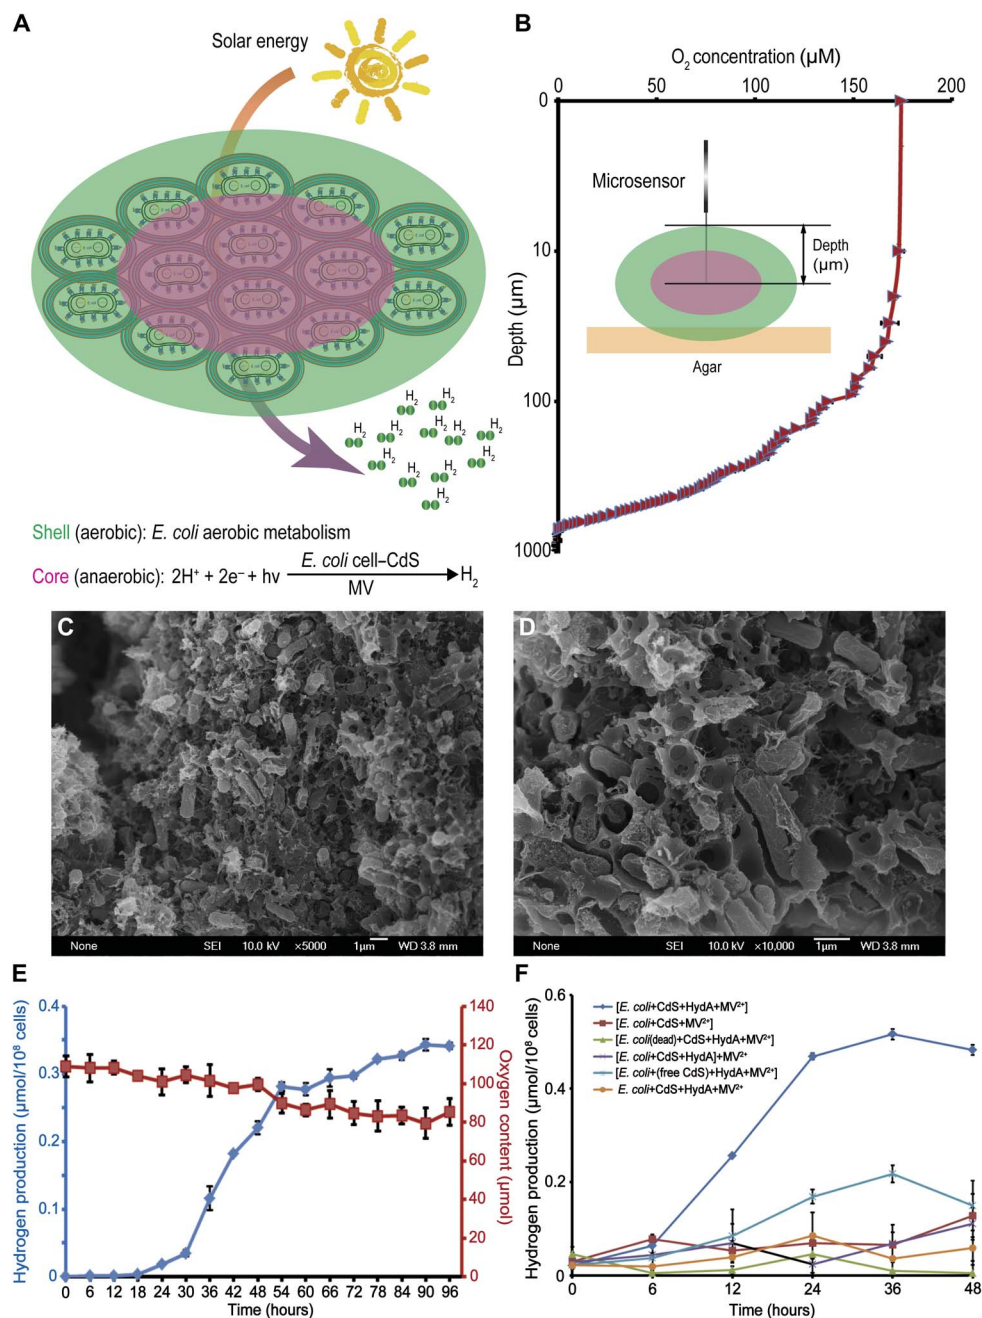 A
Solar energy
H2
H2
H2
H2
H2
H2
H2
H2
H2
H2
H2
H2
Shell (aerobic): E. coli aerobic metabolism
Core (anaerobic): 2H+ + 2e– + hv E. coli cell–CdS MV H2
B
O2 concentration (μM)
0 50 100 150 200
0
10
100
1000
Depth (μm)
Microsensor
Depth
(μm)
Agar
C
None SEI 10.0 kV ×5000 1μm WD 3.8 mm
D
None SEI 10.0 kV ×10,000 1μm WD 3.8 mm
E
Hydrogen production (μmol/10⁸ cells)
0.4
0.3
0.2
0.1
0
140
120
100
80
60
40
20
0
Oxygen content
(μmol)
0 6 12 18 24 30 36 42 48 54 60 66 72 78 84 90 96
Time (hours)
F
Hydrogen production (μmol/10⁸ cells)
0.6
0.4
0.2
0
[E. coli+CdS+HydA+MV2+]
[E. coli+CdS+MV2+]
[E. coli(dead)+CdS+HydA+MV2+]
[E. coli+CdS+HydA]+MV2+
[E. coli+(free CdS)+HydA+MV2+]
E. coli+CdS+HydA+MV2+
0 6 12 24 36 48
Time (hours)